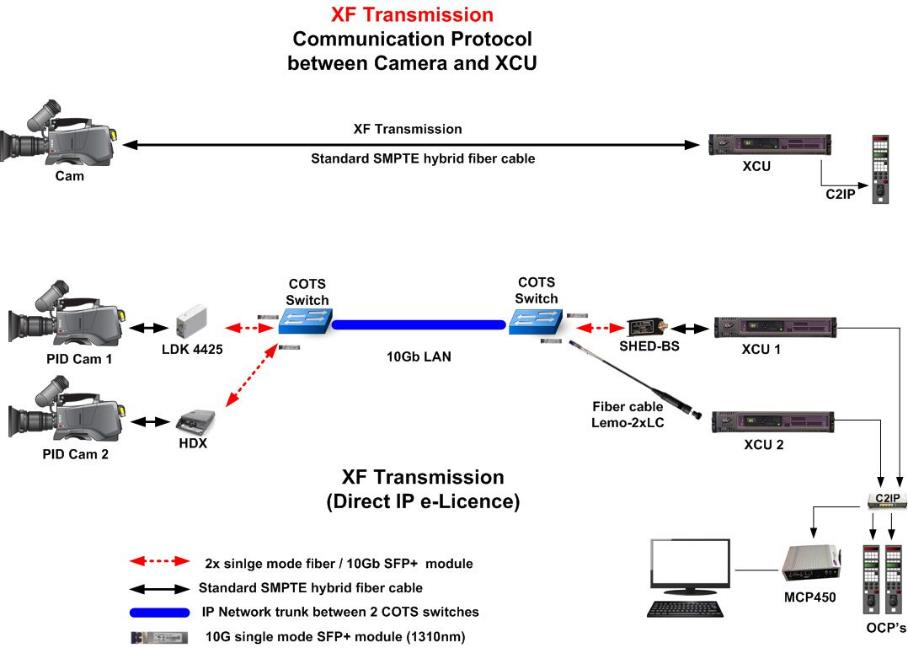 XF Transmission
Communication Protocol
between Camera and XCU
XF Transmission
Standard SMPTE hybrid fiber cable
Cam
XCU
C2IP
COTS
Switch
COTS
Switch
PID Cam 1
LDK 4425
10Gb LAN
SHED-BS
XCU 1
PID Cam 2
HDX
Fiber cable
Lemo-2xLC
XCU 2
XF Transmission
(Direct IP e-Licence)
C2IP
2x sinlge mode fiber / 10Gb SFP+ module
Standard SMPTE hybrid fiber cable
IP Network trunk between 2 COTS switches
10G single mode SFP+ module (1310nm)
MCP450
OCP's